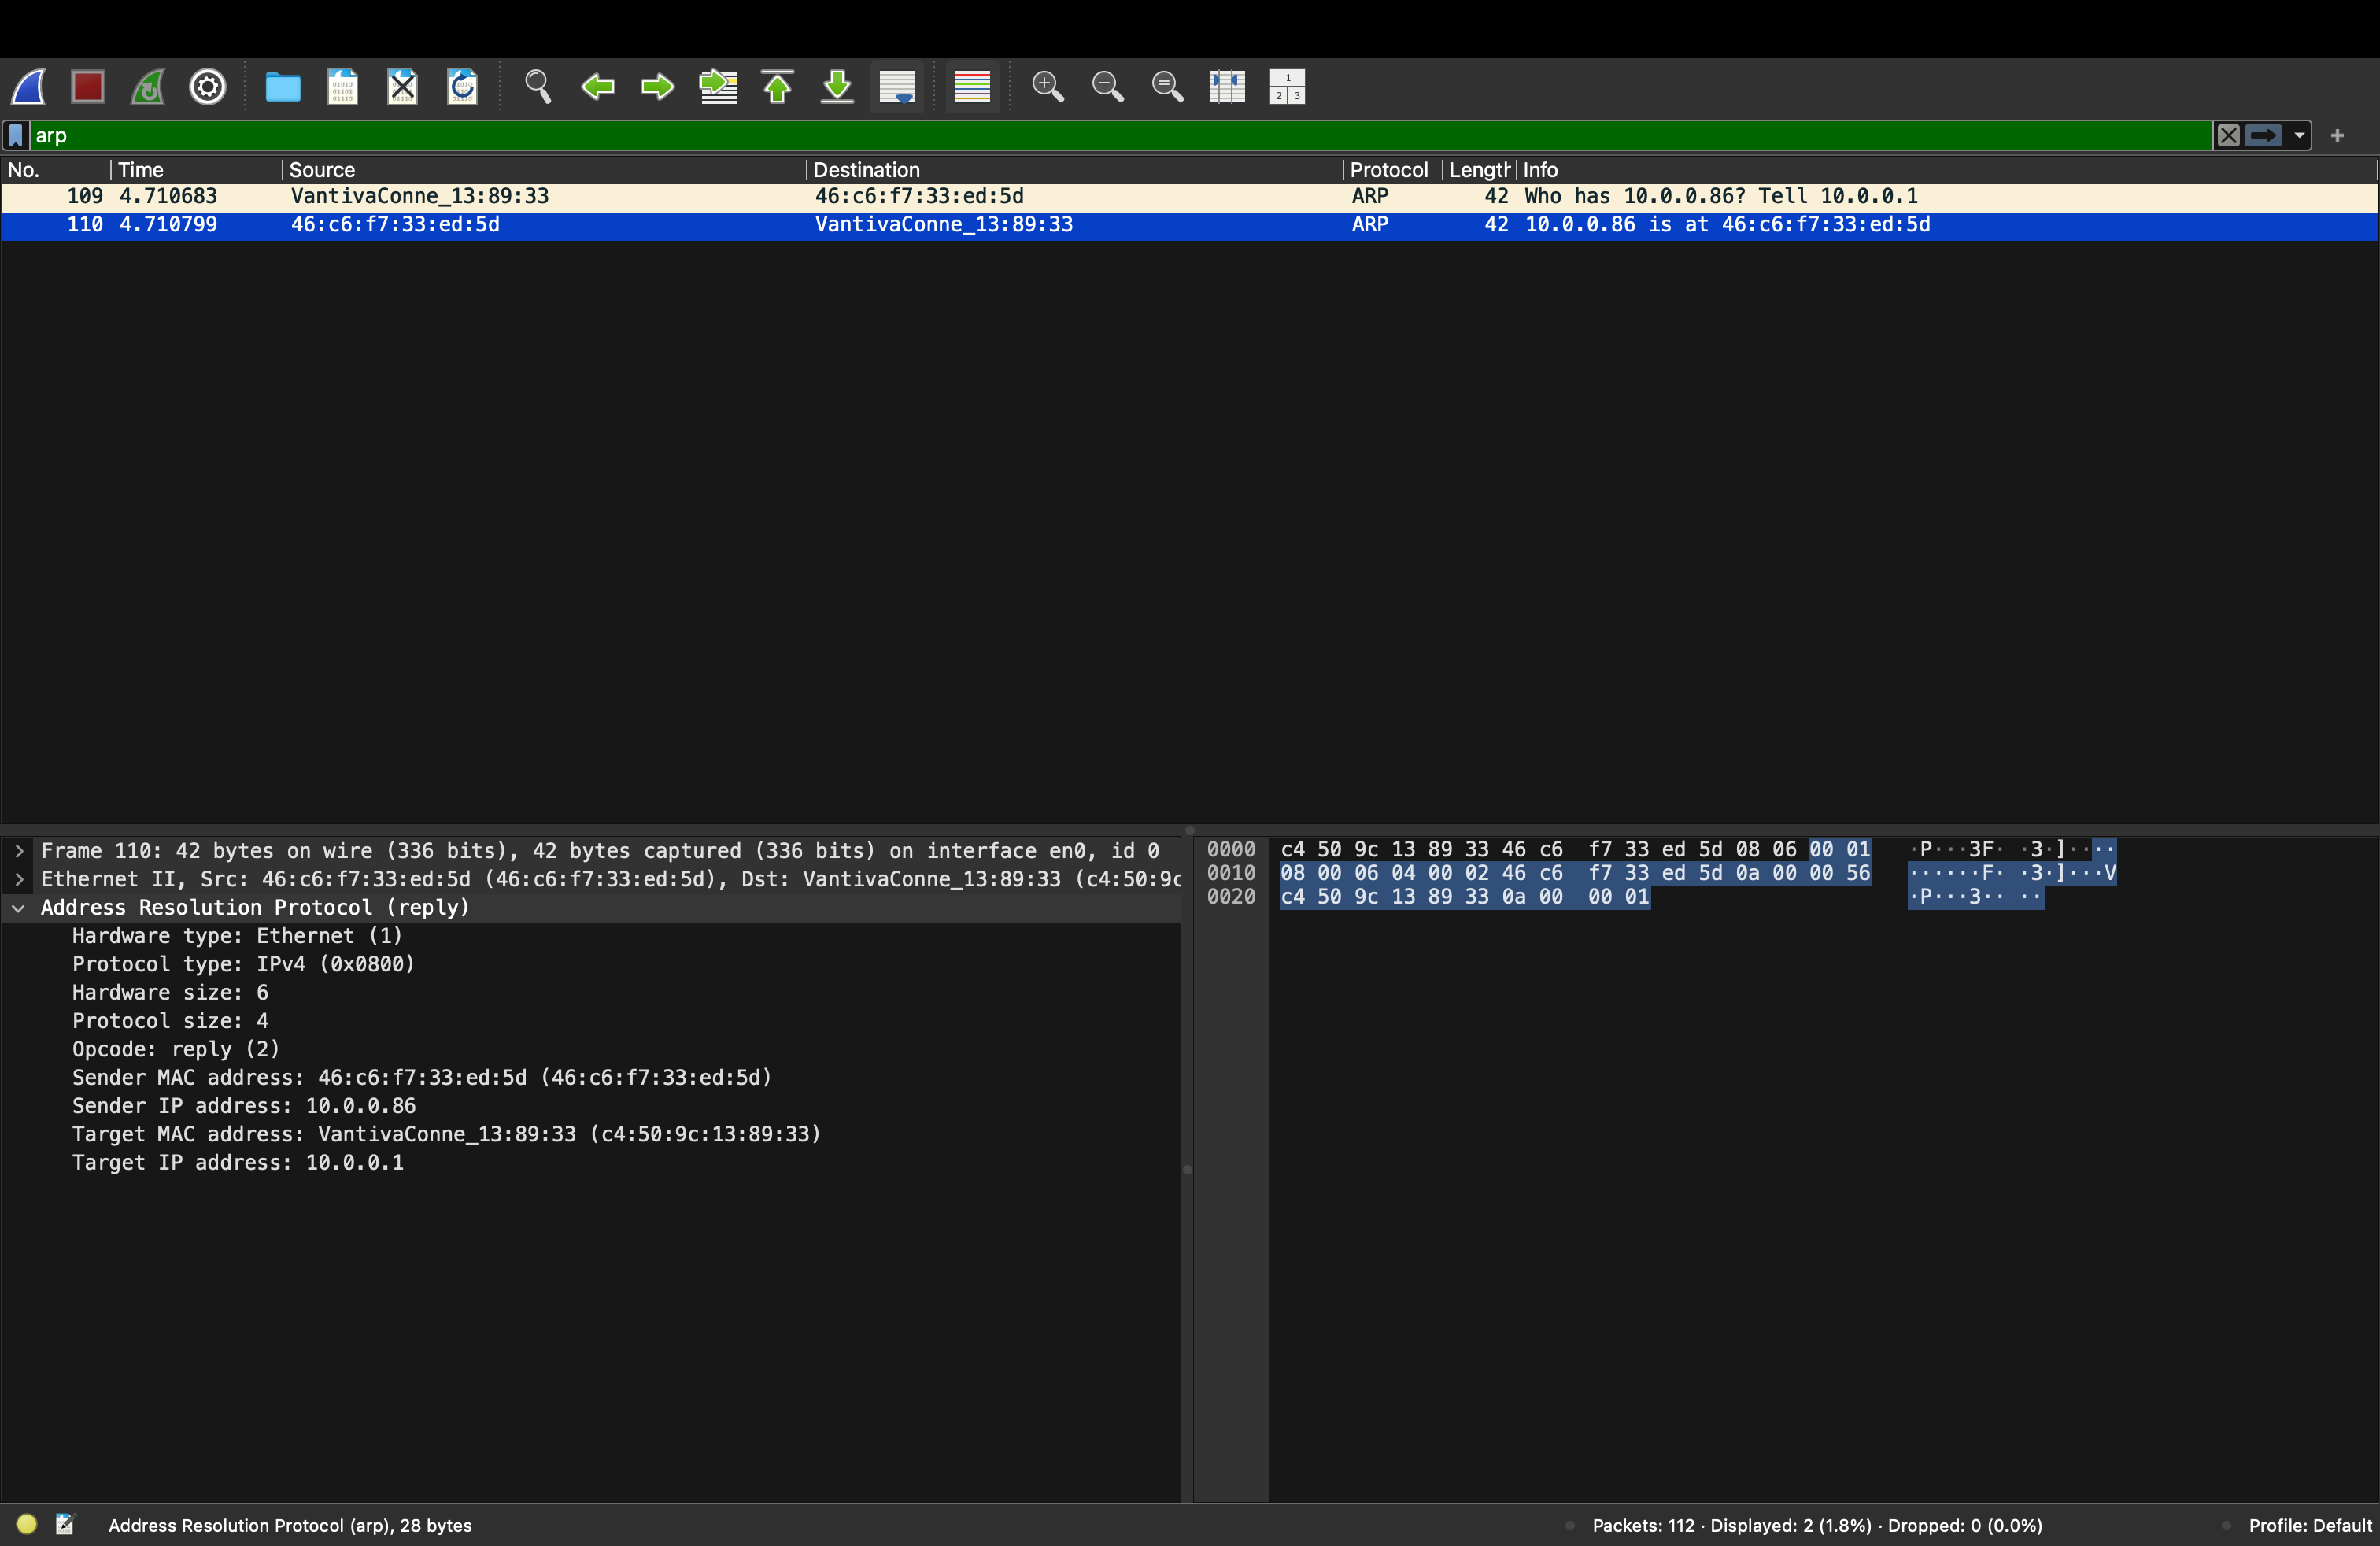 arp
No. Time Source Destination Protocol Length Info
109 4.710683 VantivaConne_13:89:33 46:c6:f7:33:ed:5d ARP 42 Who has 10.0.0.86? Tell 10.0.0.1
110 4.710799 46:c6:f7:33:ed:5d VantivaConne_13:89:33 ARP 42 10.0.0.86 is at 46:c6:f7:33:ed:5d
Frame 110: 42 bytes on wire (336 bits), 42 bytes captured (336 bits) on interface en0, id 0
Ethernet II, Src: 46:c6:f7:33:ed:5d (46:c6:f7:33:ed:5d), Dst: VantivaConne_13:89:33 (c4:50:9c
Address Resolution Protocol (reply)
Hardware type: Ethernet (1)
Protocol type: IPv4 (0x0800)
Hardware size: 6
Protocol size: 4
Opcode: reply (2)
Sender MAC address: 46:c6:f7:33:ed:5d (46:c6:f7:33:ed:5d)
Sender IP address: 10.0.0.86
Target MAC address: VantivaConne_13:89:33 (c4:50:9c:13:89:33)
Target IP address: 10.0.0.1
0000 c4 50 9c 13 89 33 46 c6 f7 33 ed 5d 08 06 00 01 ·P···3F· ·3·]····
0010 08 00 06 04 00 02 46 c6 f7 33 ed 5d 0a 00 00 56 ······F· ·3·]···V
0020 c4 50 9c 13 89 33 0a 00 00 01 ·P···3·· ··
Address Resolution Protocol (arp), 28 bytes
Packets: 112 · Displayed: 2 (1.8%) · Dropped: 0 (0.0%)
Profile: Default